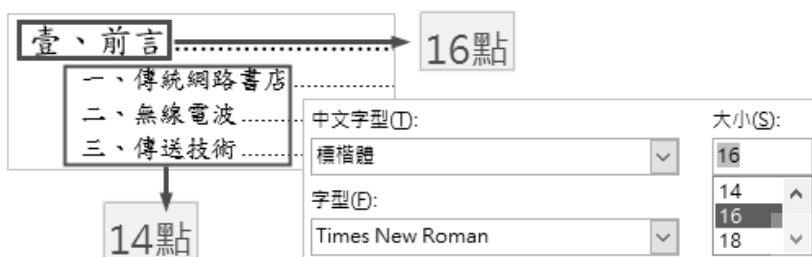 壹、前言
16點
一、傳統網路書店
二、無線電波
三、傳送技術
14點
中文字型(T):
標楷體
字型(F):
Times New Roman
大小(S):
16
14
16
18